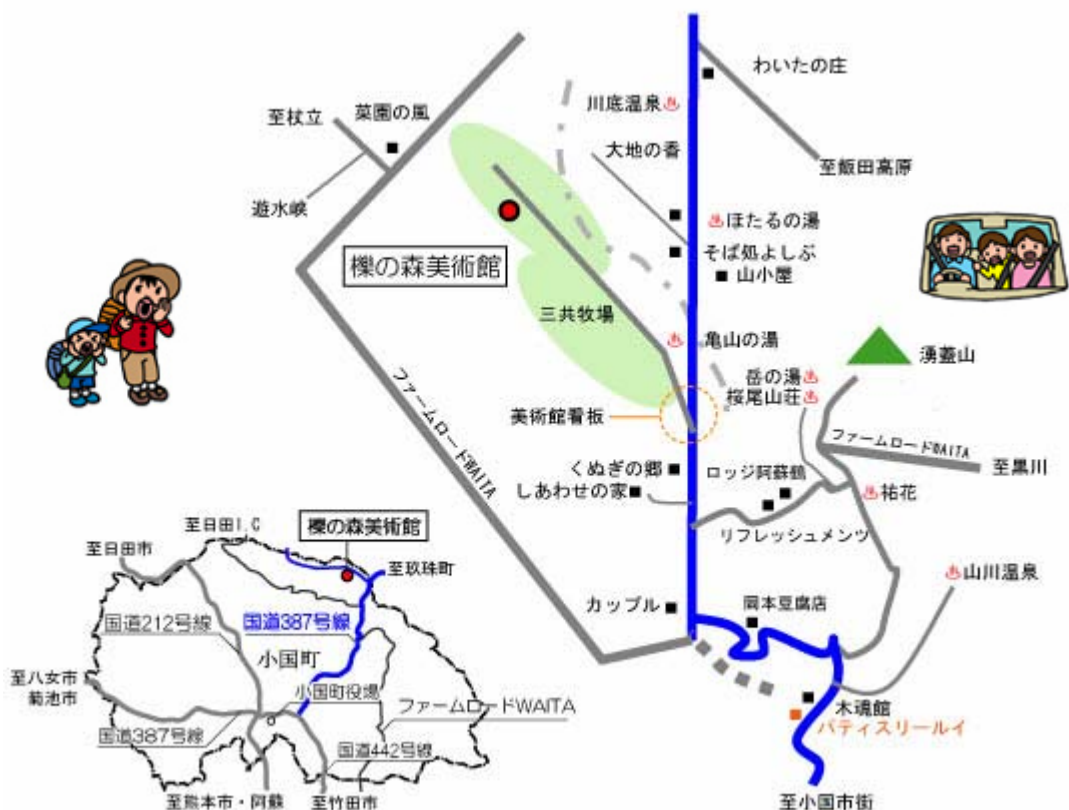 わいたの庄
川底温泉
菜園の風
至杖立
大地の香
至飯田高原
遊水峡
ほたるの湯
そば処よしぶ
山小屋
櫟の森美術館
三共牧場
亀山の湯
湧蓋山
岳の湯
桜尾山荘
美術館看板
ファームロードWAITA
ファームロードWAITA
至黒川
くぬぎの郷
しあわせの家
ロッジ阿蘇鶴
祐花
リフレッシュメンツ
山川温泉
カップル
岡本豆腐店
木魂館
パティスリールイ
至小国市街
至日田I.C
櫟の森美術館
至日田市
至玖珠町
国道212号線
国道387号線
小国町
至八女市
菊池市
小国町役場
ファームロードWAITA
国道387号線
国道442号線
至熊本市・阿蘇
至竹田市